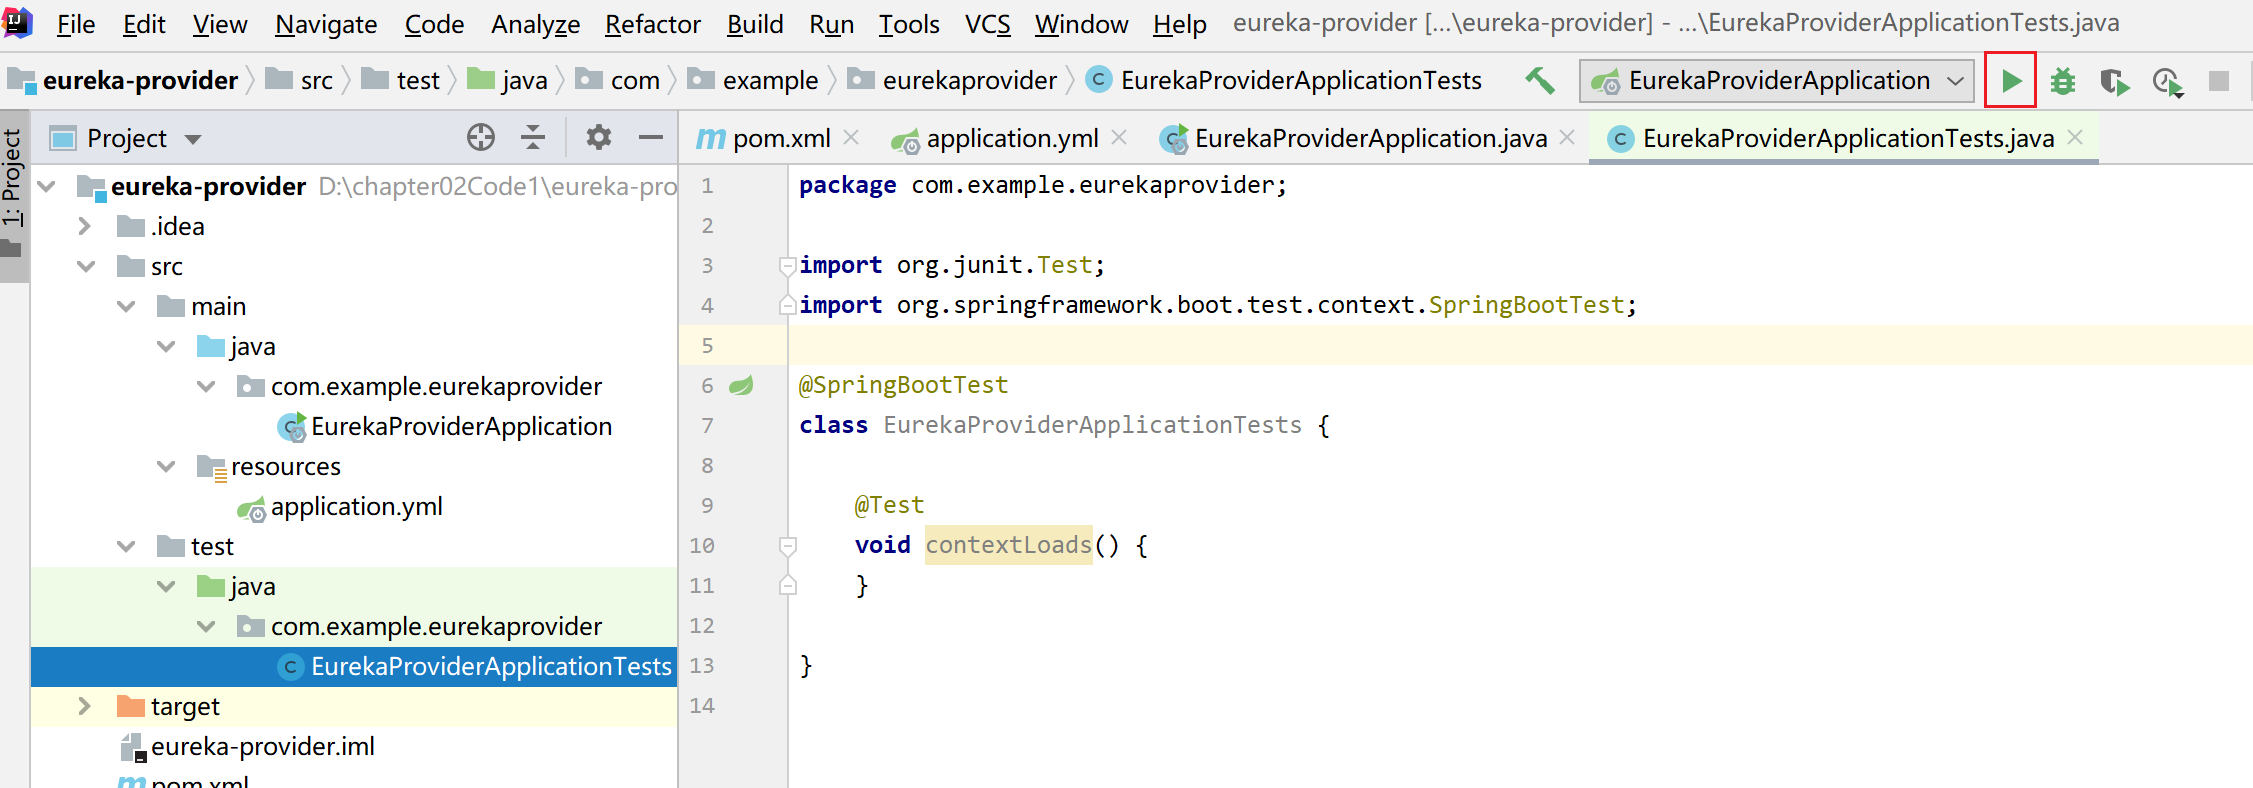 File Edit View Navigate Code Analyze Refactor Build Run Tools VCS Window Help eureka-provider [...\eureka-provider] - ...\EurekaProviderApplicationTests.java
eureka-provider src test java com example eurekaprovider EurekaProviderApplicationTests EurekaProviderApplication
1: Project
Project
pom.xml application.yml EurekaProviderApplication.java EurekaProviderApplicationTests.java
eureka-provider D:\chapter02Code1\eureka-pro
.idea
src
main
java
com.example.eurekaprovider
EurekaProviderApplication
resources
application.yml
test
java
com.example.eurekaprovider
EurekaProviderApplicationTests
target
eureka-provider.iml
pom.xml
1 package com.example.eurekaprovider;
2
3 import org.junit.Test;
4 import org.springframework.boot.test.context.SpringBootTest;
5
6 @SpringBootTest
7 class EurekaProviderApplicationTests {
8
9 @Test
10 void contextLoads() {
11 }
12
13 }
14